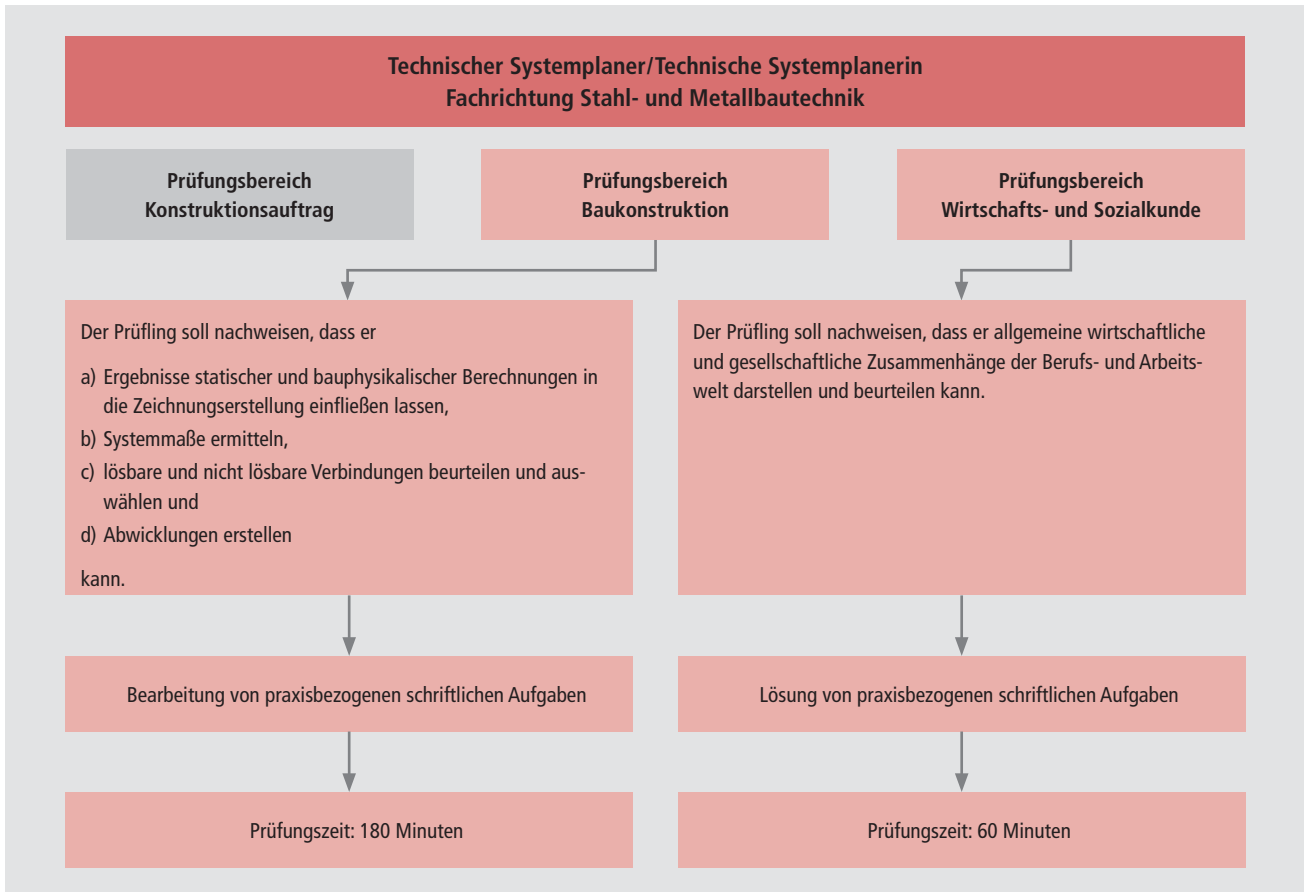 Technischer Systemplaner/Technische Systemplanerin
Fachrichtung Stahl- und Metallbautechnik
Prüfungsbereich
Konstruktionsauftrag
Prüfungsbereich
Baukonstruktion
Prüfungsbereich
Wirtschafts- und Sozialkunde
Der Prüfling soll nachweisen, dass er
a) Ergebnisse statischer und bauphysikalischer Berechnungen in
die Zeichnungserstellung einfließen lassen,
b) Systemmaße ermitteln,
c) lösbare und nicht lösbare Verbindungen beurteilen und aus-
wählen und
d) Abwicklungen erstellen
kann.
Der Prüfling soll nachweisen, dass er allgemeine wirtschaftliche
und gesellschaftliche Zusammenhänge der Berufs- und Arbeits-
welt darstellen und beurteilen kann.
Bearbeitung von praxisbezogenen schriftlichen Aufgaben
Lösung von praxisbezogenen schriftlichen Aufgaben
Prüfungszeit: 180 Minuten
Prüfungszeit: 60 Minuten